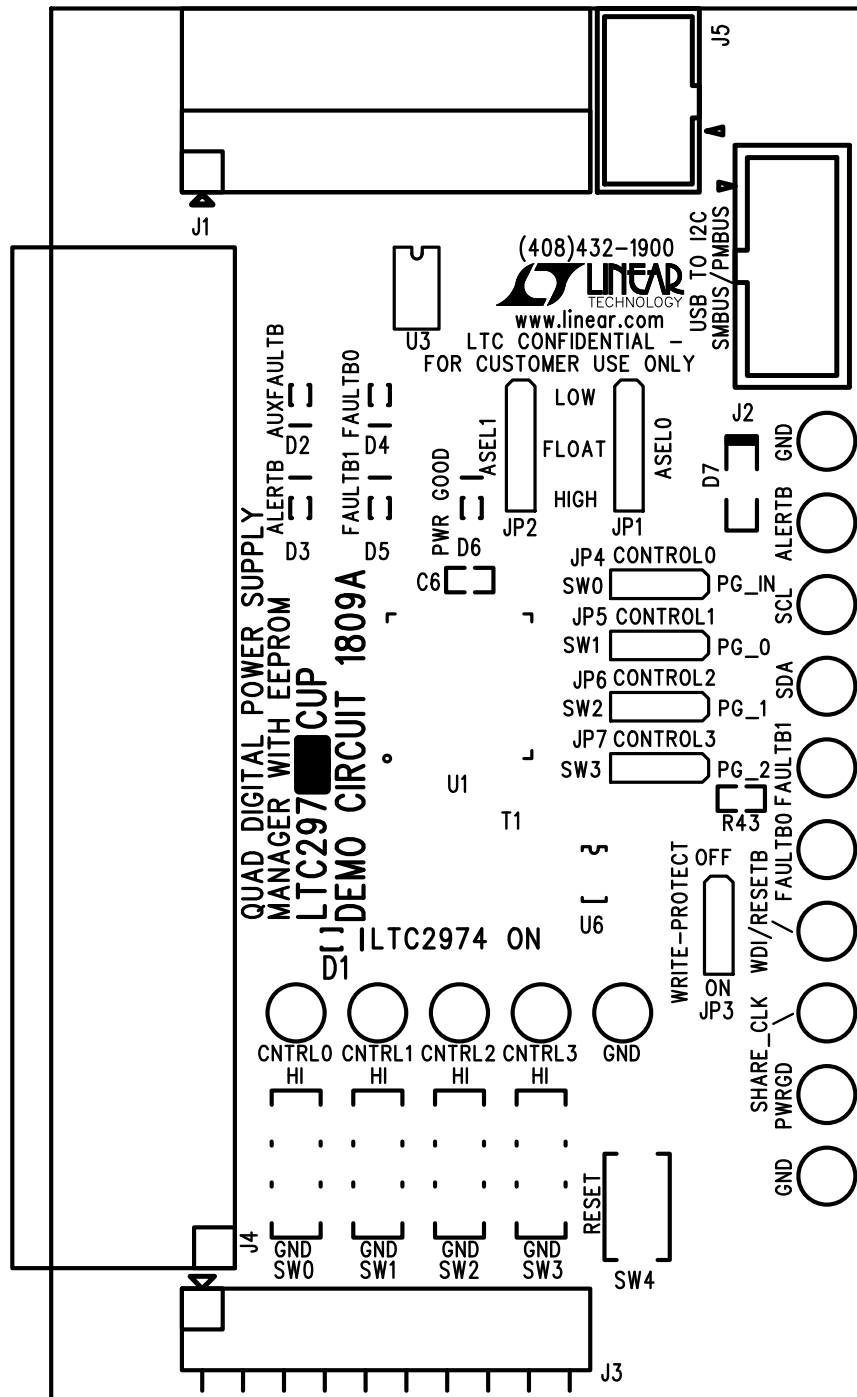 J5
J1
(408)432-1900
LINEAR
TECHNOLOGY
www.linear.com
LTC CONFIDENTIAL -
FOR CUSTOMER USE ONLY
USB TO I2C
SMBUS/PMBUS
U3
J2
AUXFAULTB
D2
FAULTB0
D4
ALERTB
D3
FAULTB1
D5
PWR GOOD
D6
ASEL1
JP2
LOW
FLOAT
HIGH
ASEL0
JP1
D7
C6
JP4 CONTROL0
SW0
PG_IN
JP5 CONTROL1
SW1
PG_0
JP6 CONTROL2
SW2
PG_1
JP7 CONTROL3
SW3
PG_2
R43
GND
ALERTB
SCL
SDA
FAULTB1
FAULTB0
WDI/RESETB
SHARE_CLK
PWRGD
GND
QUAD DIGITAL POWER SUPPLY
MANAGER WITH EEPROM
LTC297 CUP
DEMO CIRCUIT 1809A
U1
T1
U6
WRITE-PROTECT
OFF
ON
JP3
D1
LTC2974 ON
CNTRL0
HI
CNTRL1
HI
CNTRL2
HI
CNTRL3
HI
GND
GND
SW0
GND
SW1
GND
SW2
GND
SW3
RESET
SW4
J4
J3